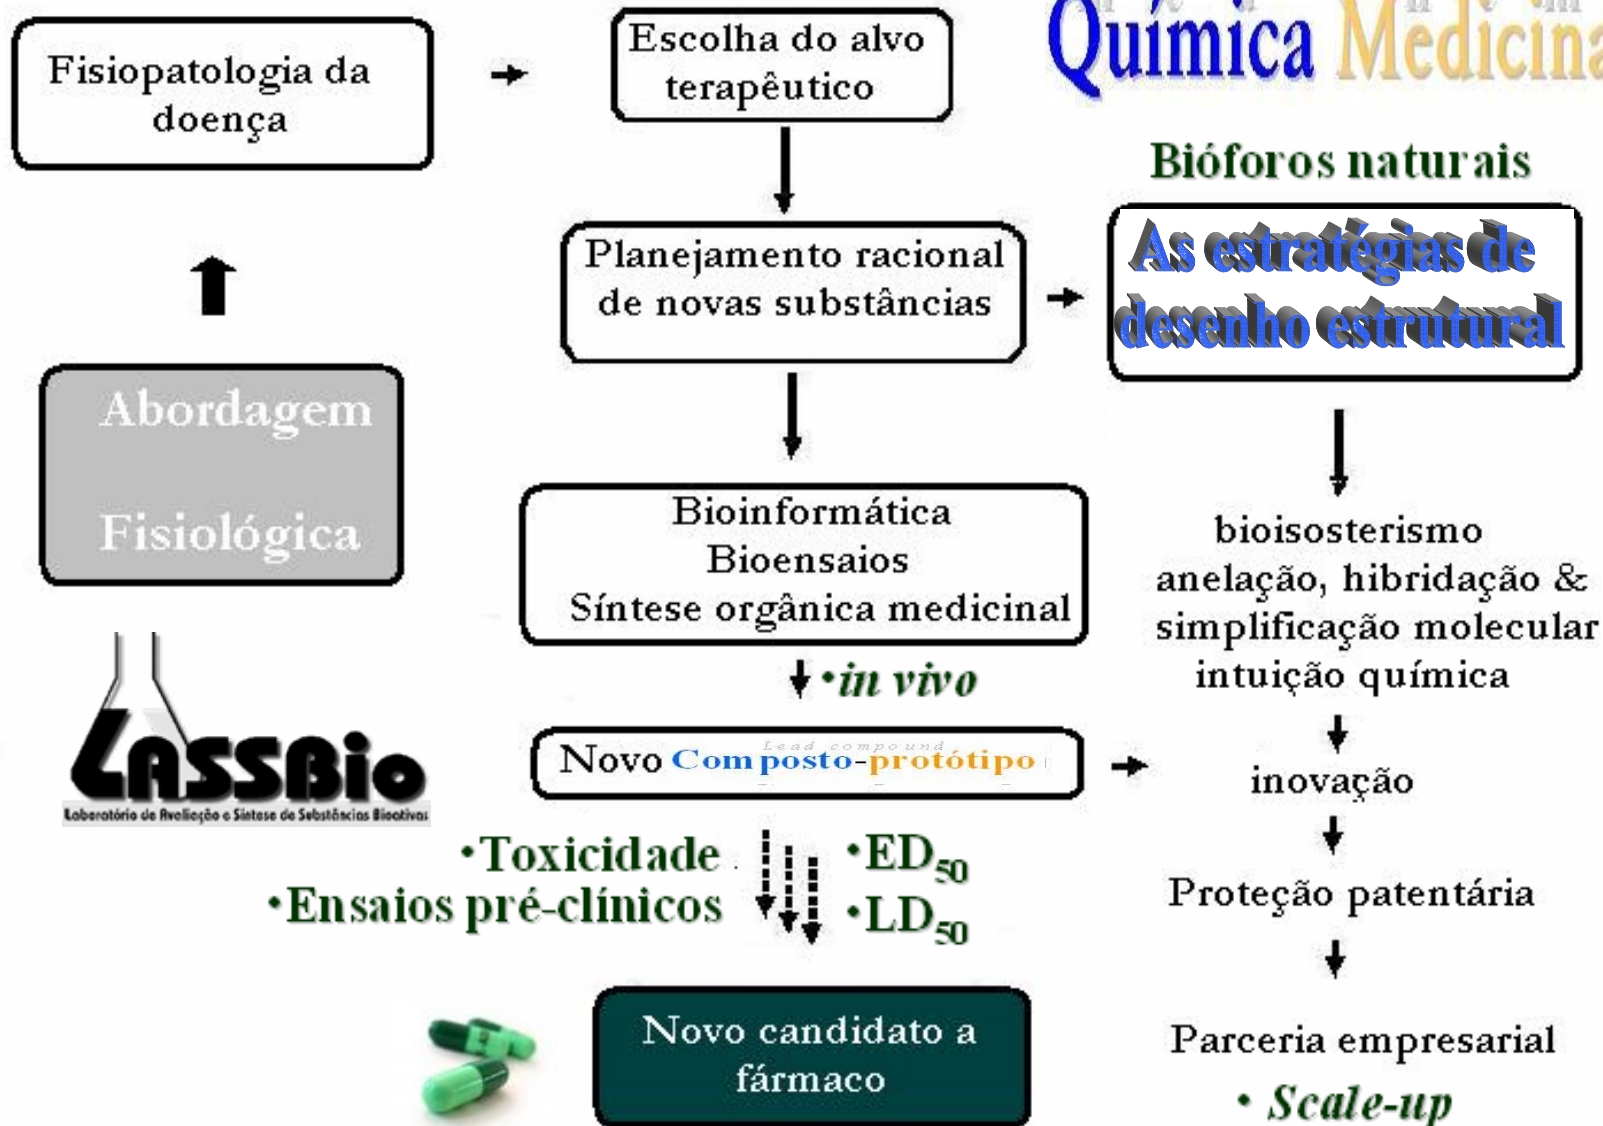 Química Medicina
Fisiopatologia da
doença
Escolha do alvo
terapêutico
Bióforos naturais
Planejamento racional
de novas substâncias
As estratégias de
desenho estrutural
Abordagem
Fisiológica
Bioinformática
Bioensaios
Síntese orgânica medicinal
bioisosterismo
anelação, hibridação &
simplificação molecular
intuição química
•in vivo
LASSBio
Laboratório de Avaliação e Síntese de Substâncias Bioativas
Lead compound
Novo Composto-protótipo
inovação
•Toxicidade
•Ensaios pré-clínicos
•ED50
•LD50
Proteção patentária
Novo candidato a
fármaco
Parceria empresarial
• Scale-up